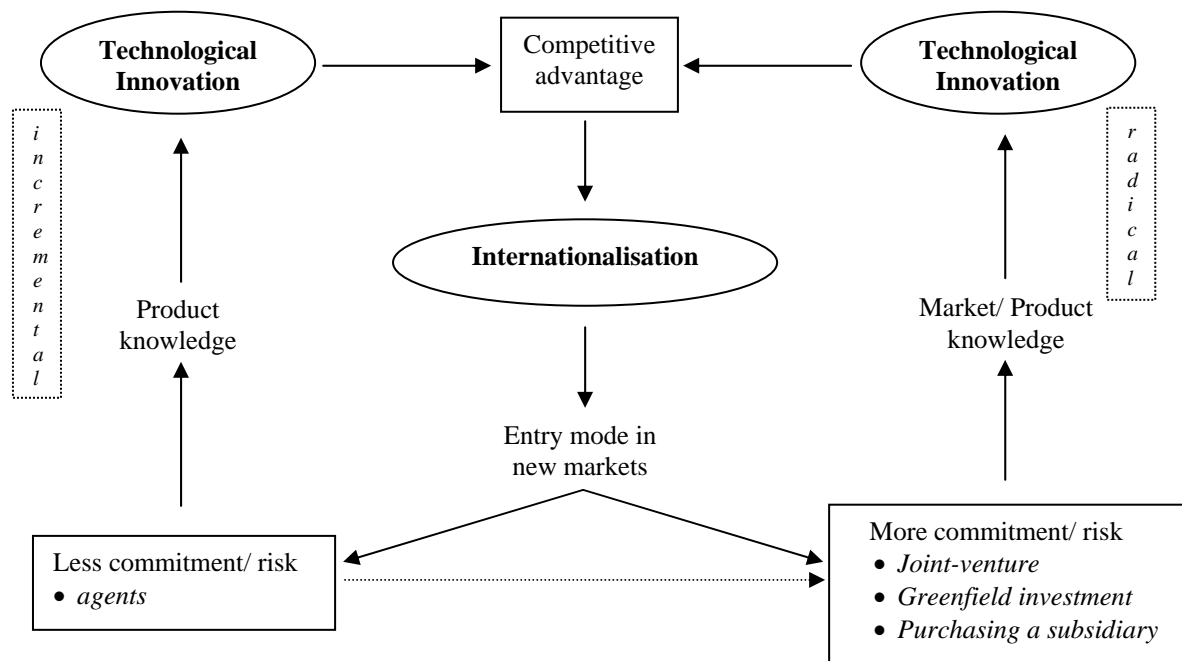 Technological
Innovation
Competitive
advantage
Technological
Innovation
incremental
radical
Internationalisation
Product
knowledge
Market/ Product
knowledge
Entry mode in
new markets
Less commitment/ risk
• agents
More commitment/ risk
• Joint-venture
• Greenfield investment
• Purchasing a subsidiary